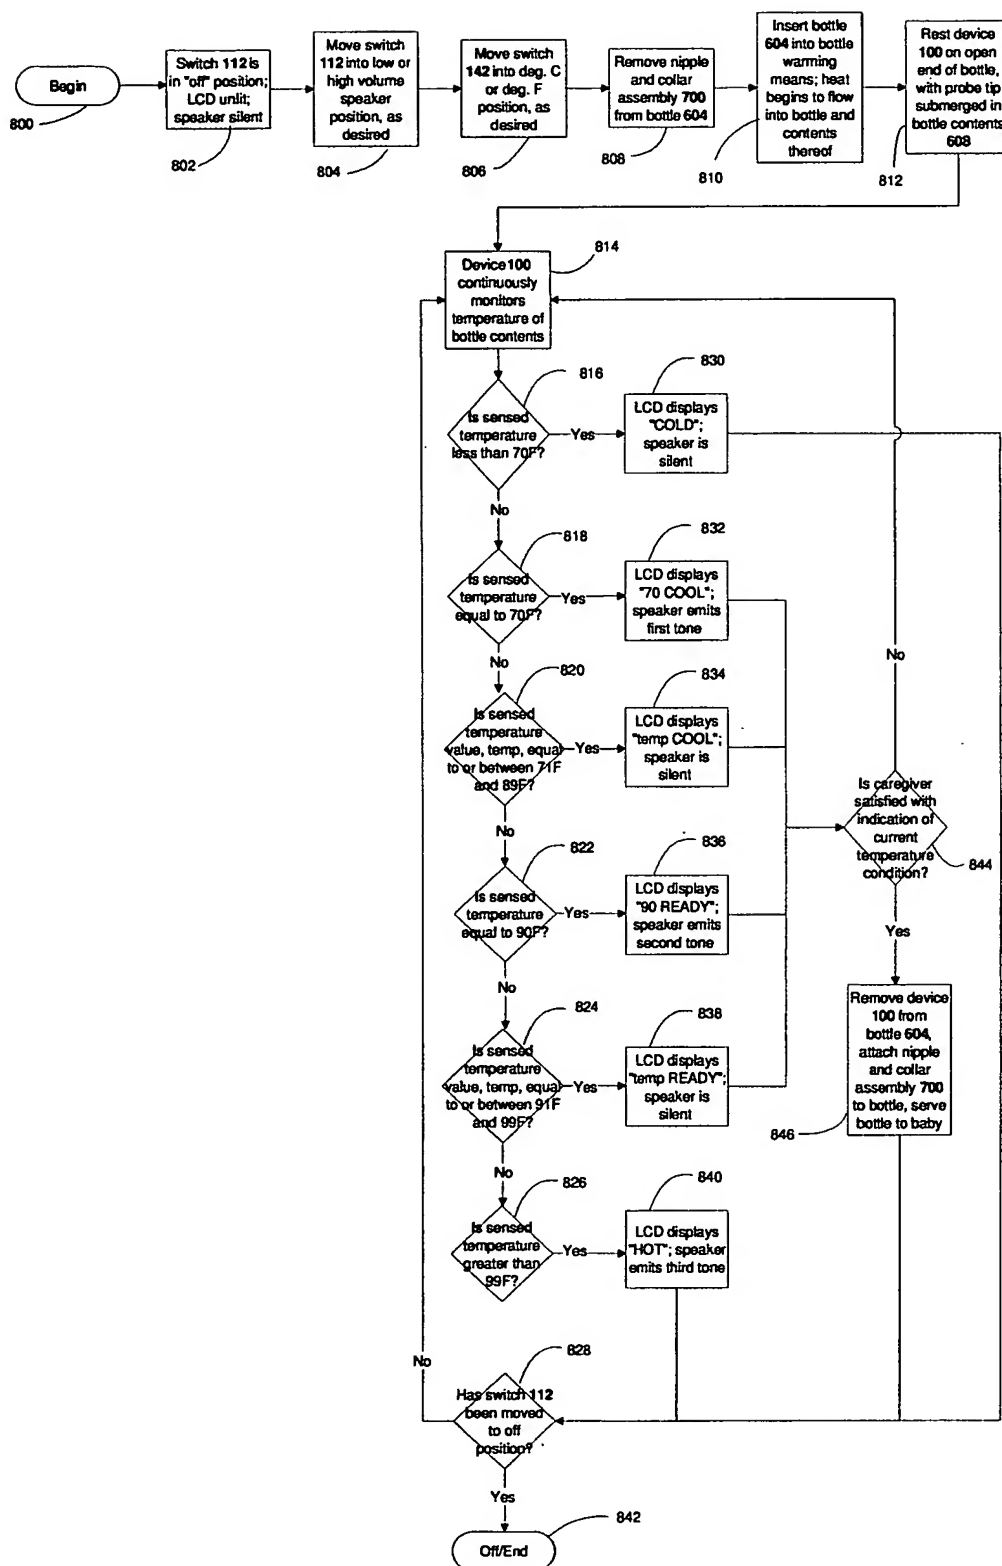 Begin
800
Switch 112 is
in "off" position;
LCD unlit;
speaker silent
802
Move switch
112 into low or
high volume
speaker
position, as
desired
804
Move switch
142 into deg. C
or deg. F
position, as
desired
806
Remove nipple
and collar
assembly 700
from bottle 604
808
Insert bottle
604 into bottle
warming
means; heat
begins to flow
into bottle and
contents
thereof
810
Rest device
100 on open
end of bottle,
with probe tip
submerged in
bottle contents
608
812
Device 100
continuously
monitors
temperature of
bottle contents
814
Is sensed
temperature
less than 70F?
816
Yes
LCD displays
"COLD";
speaker is
silent
830
No
Is sensed
temperature
equal to 70F?
818
Yes
LCD displays
"70 COOL";
speaker emits
first tone
832
No
Is sensed
temperature
value, temp, equal
to or between 71F
and 89F?
820
Yes
LCD displays
"temp COOL";
speaker is
silent
834
No
Is sensed
temperature
equal to 90F?
822
Yes
LCD displays
"90 READY";
speaker emits
second tone
836
No
Is sensed
temperature
value, temp, equal
to or between 91F
and 99F?
824
Yes
LCD displays
"temp READY";
speaker is
silent
838
No
Is sensed
temperature
greater than
99F?
826
Yes
LCD displays
"HOT"; speaker
emits third tone
840
No
Is caregiver
satisfied with
indication of
current
temperature
condition?
844
Yes
Remove device
100 from
bottle 604,
attach nipple
and collar
assembly 700
to bottle, serve
bottle to baby
846
No
Has switch 112
been moved
to off
position?
828
Yes
Off/End
842